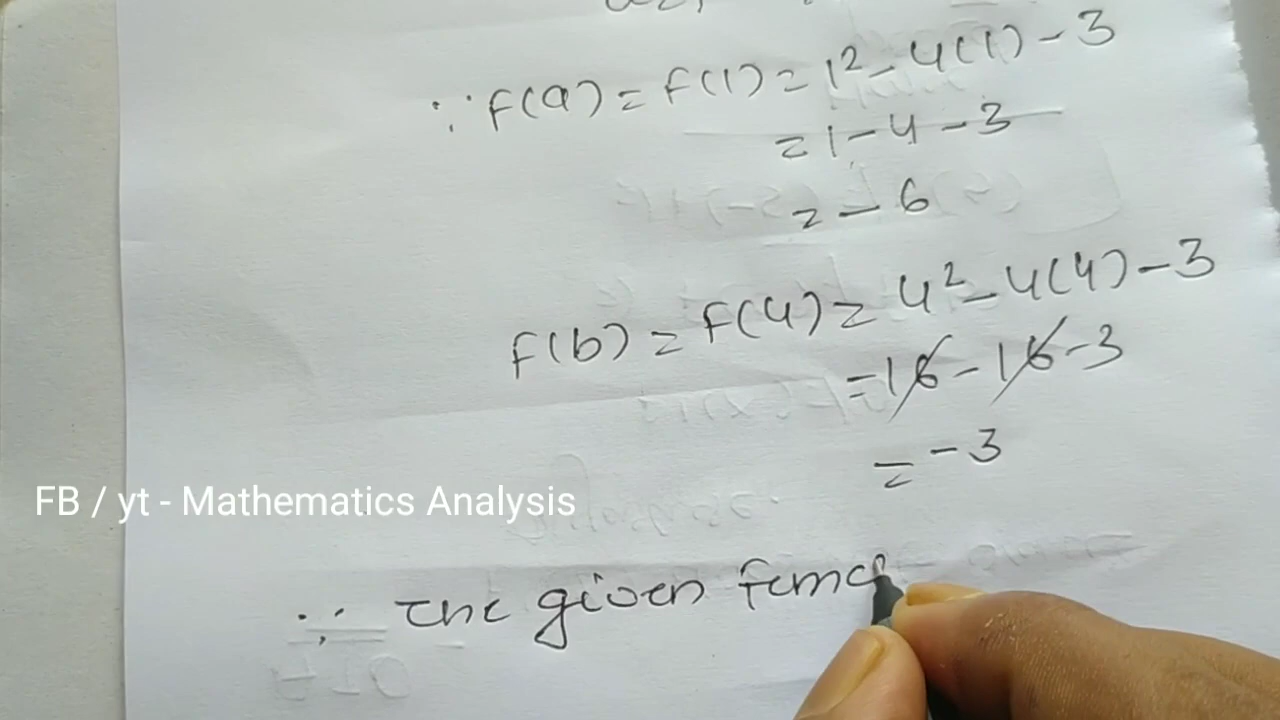 ∵ f(a) = f(1) = 1² - 4(1) - 3
= 1 - 4 - 3
= - 6
f(b) = f(4) = 4² - 4(4) - 3
= 16 - 16 - 3
= - 3
FB / yt - Mathematics Analysis
∵ The given func